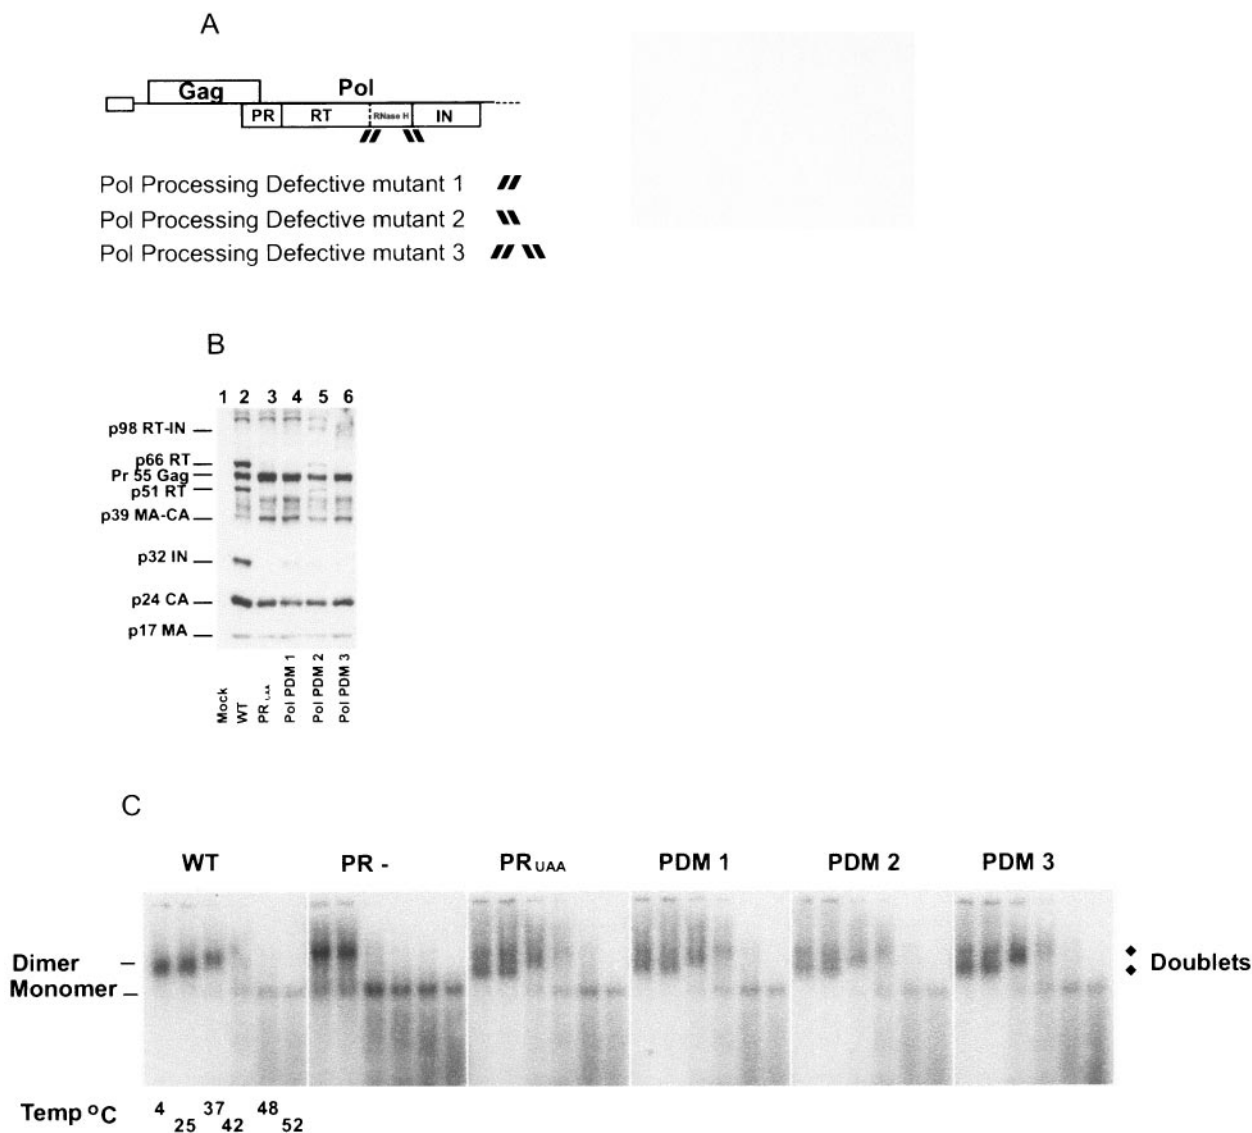 A
Gag
Pol
PR
RT
RNase H
IN
Pol Processing Defective mutant 1
Pol Processing Defective mutant 2
Pol Processing Defective mutant 3
B
1 2 3 4 5 6
p98 RT-IN
p66 RT
Pr 55 Gag
p51 RT
p39 MA-CA
p32 IN
p24 CA
p17 MA
Mock
WT
PR UAA
Pol PDM 1
Pol PDM 2
Pol PDM 3
C
WT PR - PR UAA PDM 1 PDM 2 PDM 3
Dimer
Monomer
Doublets
Temp °C 4 25 37 42 48 52